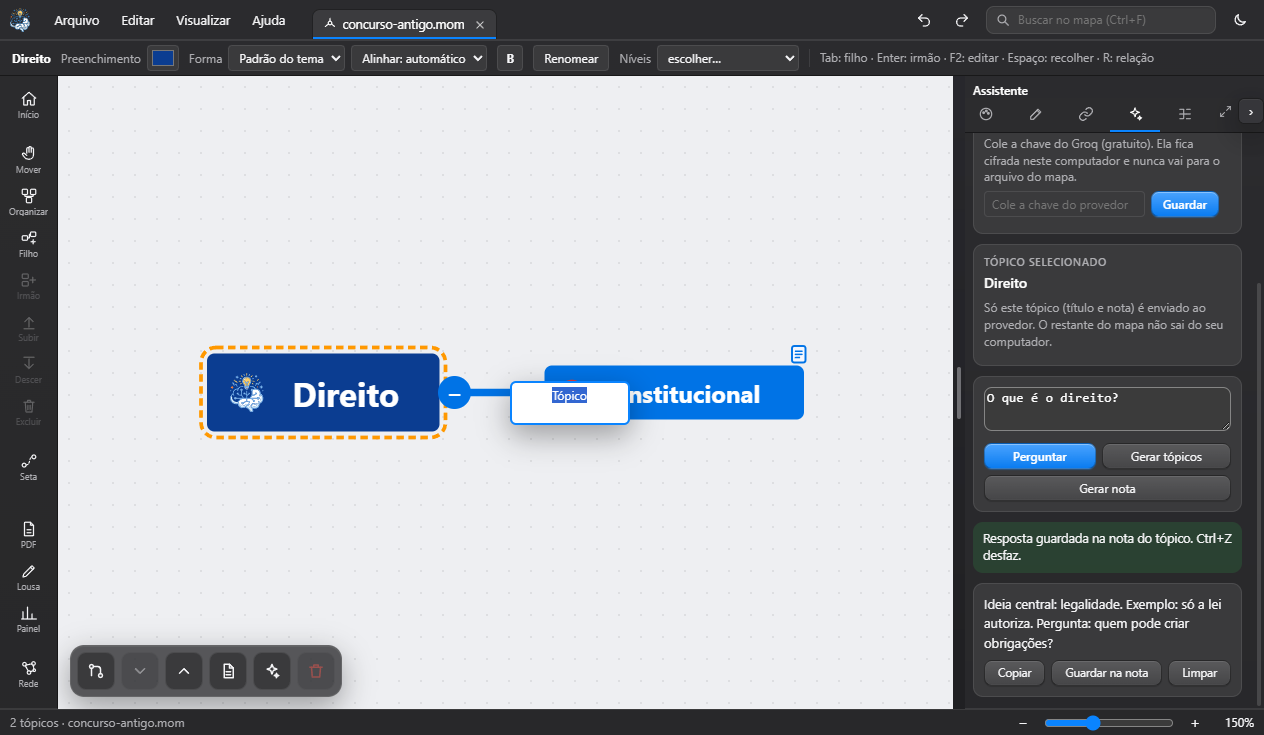 Arquivo Editar Visualizar Ajuda
concurso-antigo.mom
Buscar no mapa (Ctrl+F)
Direito Preenchimento Forma Padrão do tema Alinhar: automático B Renomear Níveis escolher... Tab: filho · Enter: irmão · F2: editar · Espaço: recolher · R: relação
Início
Mover
Organizar
Filho
Irmão
Subir
Descer
Excluir
Seta
PDF
Lousa
Painel
Rede
Direito
Tópico
nstitucional
Assistente
Cole a chave do Groq (gratuito). Ela fica
cifrada neste computador e nunca vai para o
arquivo do mapa.
Cole a chave do provedor
Guardar
TÓPICO SELECIONADO
Direito
Só este tópico (título e nota) é enviado ao
provedor. O restante do mapa não sai do seu
computador.
O que é o direito?
Perguntar Gerar tópicos
Gerar nota
Resposta guardada na nota do tópico. Ctrl+Z
desfaz.
Ideia central: legalidade. Exemplo: só a lei
autoriza. Pergunta: quem pode criar
obrigações?
Copiar Guardar na nota Limpar
2 tópicos · concurso-antigo.mom
150%